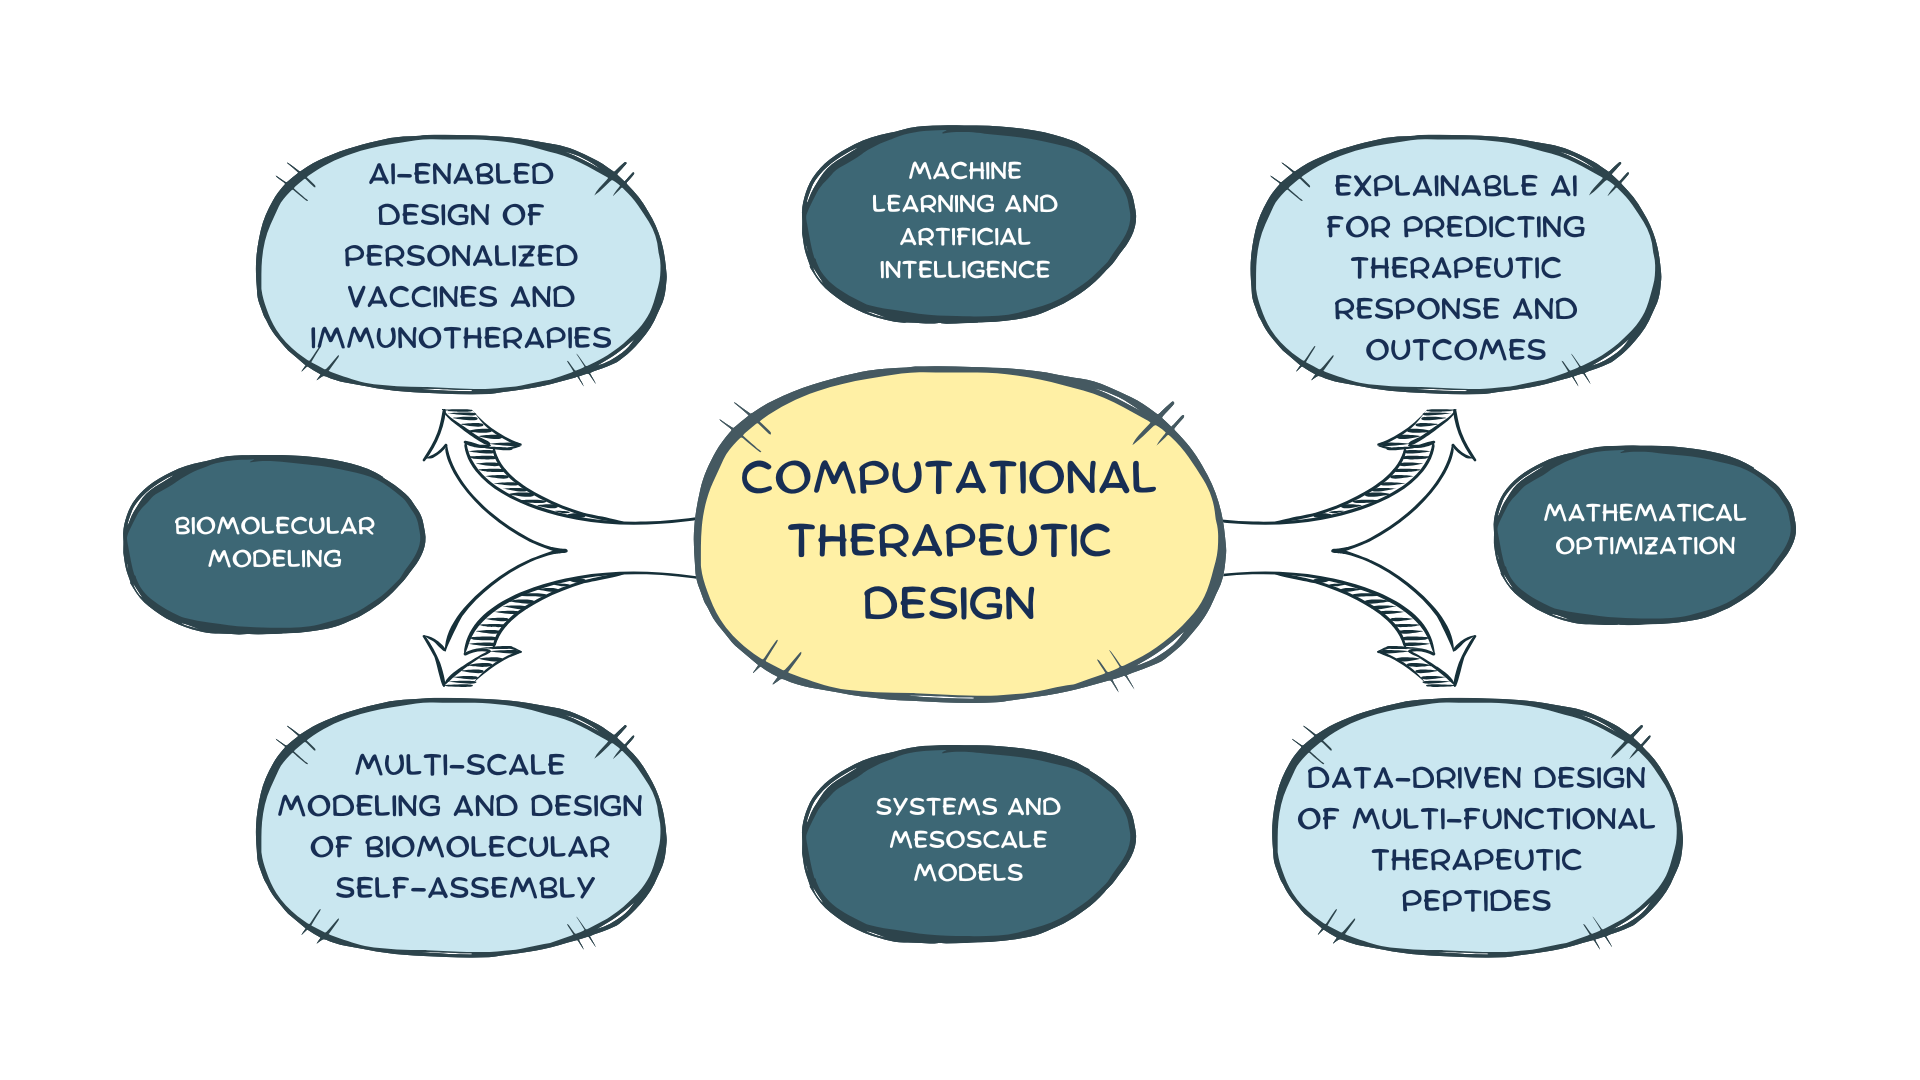 AI-ENABLED
DESIGN OF
PERSONALIZED
VACCINES AND
IMMUNOTHERAPIES
MACHINE
LEARNING AND
ARTIFICIAL
INTELLIGENCE
EXPLAINABLE AI
FOR PREDICTING
THERAPEUTIC
RESPONSE AND
OUTCOMES
BIOMOLECULAR
MODELING
COMPUTATIONAL
THERAPEUTIC
DESIGN
MATHEMATICAL
OPTIMIZATION
MULTI-SCALE
MODELING AND DESIGN
OF BIOMOLECULAR
SELF-ASSEMBLY
SYSTEMS AND
MESOSCALE
MODELS
DATA-DRIVEN DESIGN
OF MULTI-FUNCTIONAL
THERAPEUTIC
PEPTIDES